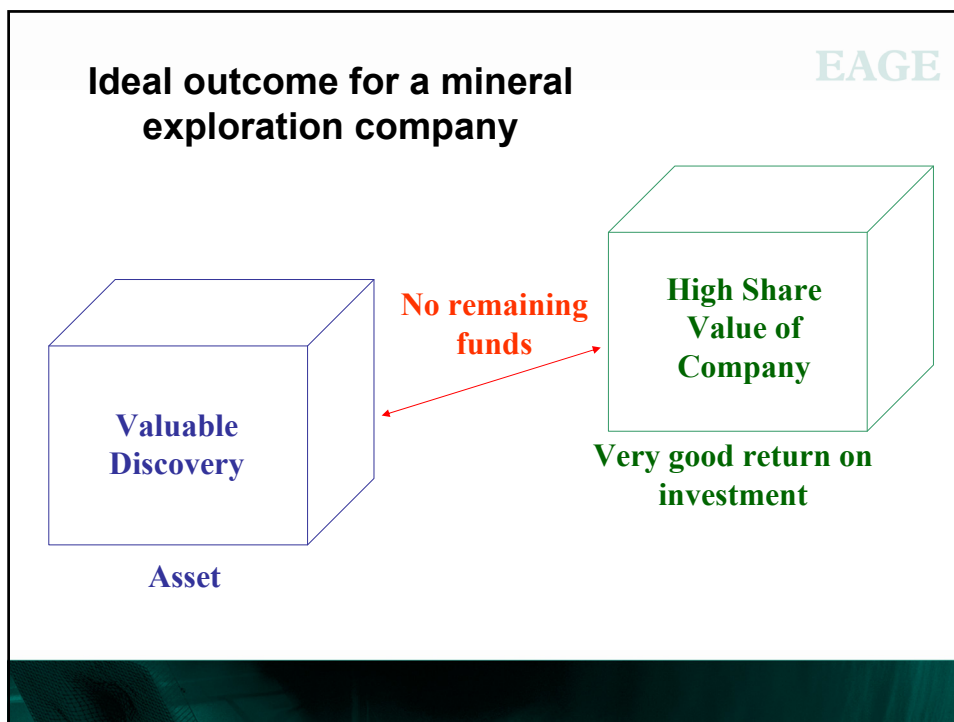 EAGE
Ideal outcome for a mineral
exploration company
No remaining
funds
High Share
Value of
Company
Valuable
Discovery
Very good return on
investment
Asset